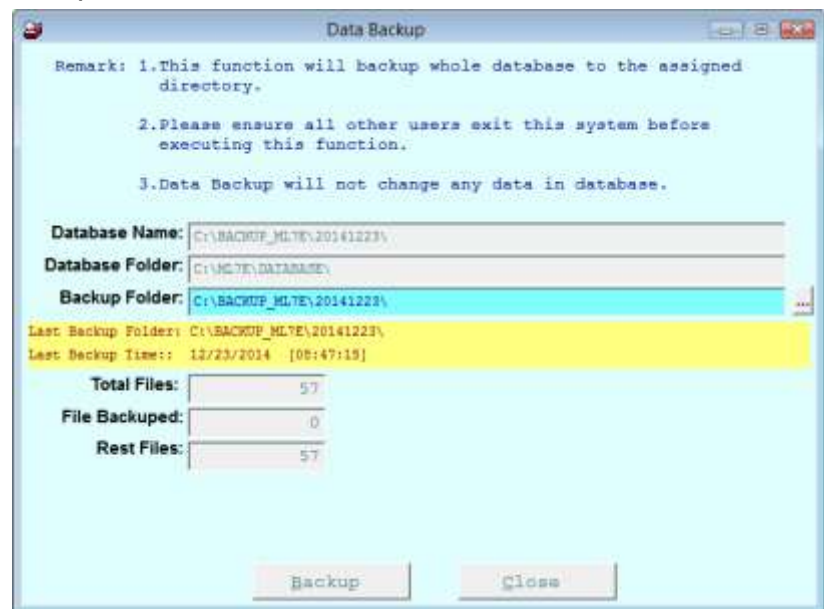 Data Backup
Remark: 1.This function will backup whole database to the assigned
directory.
2.Please ensure all other users exit this system before
executing this function.
3.Data Backup will not change any data in database.
Database Name: C:\BACKUP_ML7E\20141223\
Database Folder: C:\ML7E\DATABASE\
Backup Folder: C:\BACKUP_ML7E\20141223\
...
Last Backup Folder: C:\BACKUP_ML7E\20141223\
Last Backup Time:: 12/23/2014 [08:47:15]
Total Files: 57
File Backuped: 0
Rest Files: 57
Backup Close